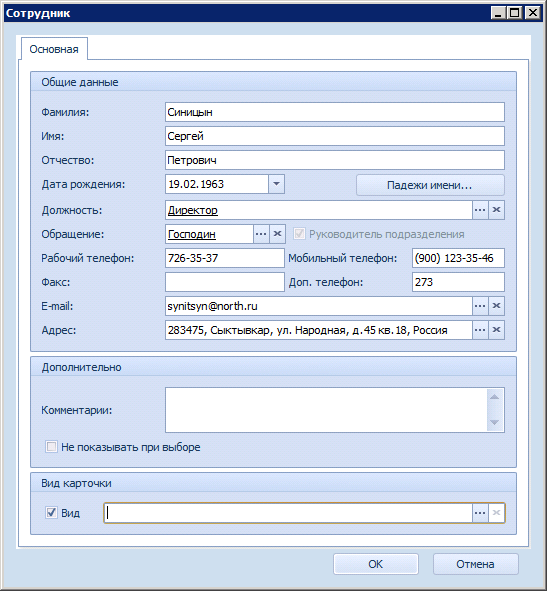 Сотрудник
Основная
Общие данные
Фамилия: Синицын
Имя: Сергей
Отчество: Петрович
Дата рождения: 19.02.1963 Падежи имени...
Должность: Директор ...
Обращение: Господин ... Руководитель подразделения
Рабочий телефон: 726-35-37 Мобильный телефон: (900) 123-35-46
Факс: Доп. телефон: 273
E-mail: synitsyn@north.ru ...
Адрес: 283475, Сыктывкар, ул. Народная, д.45 кв.18, Россия ...
Дополнительно
Комментарии:
Не показывать при выборе
Вид карточки
Вид ...
OK Отмена